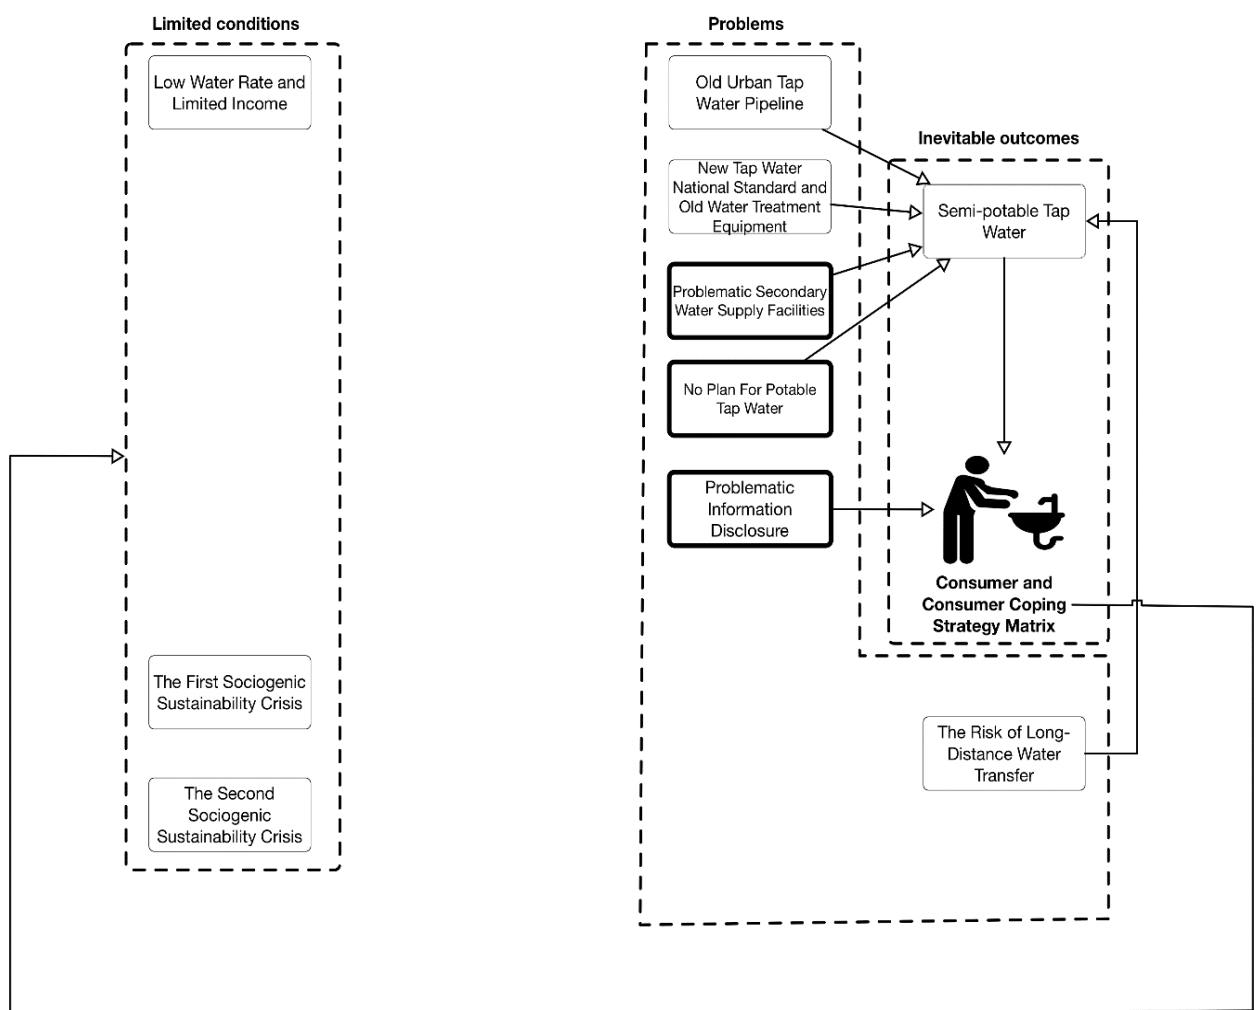 Limited conditions
Low Water Rate and
Limited Income
The First Sociogenic
Sustainability Crisis
The Second
Sociogenic
Sustainability Crisis
Problems
Old Urban Tap
Water Pipeline
New Tap Water
National Standard and
Old Water Treatment
Equipment
Problematic Secondary
Water Supply Facilities
No Plan For Potable
Tap Water
Problematic
Information
Disclosure
The Risk of Long-
Distance Water
Transfer
Inevitable outcomes
Semi-potable Tap
Water
Consumer and
Consumer Coping
Strategy Matrix